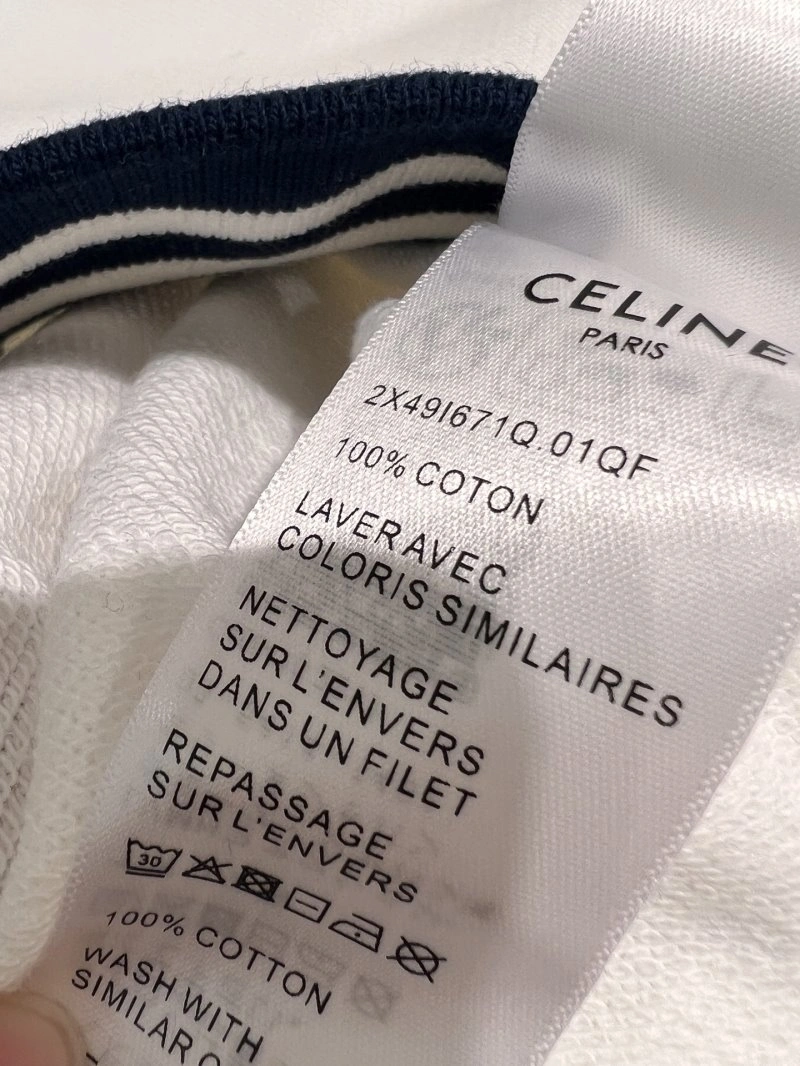 CELINE
PARIS
2X49I671Q.01QF
100% COTON
LAVER AVEC
COLORIS SIMILAIRES
NETTOYAGE
SUR L'ENVERS
DANS UN FILET
REPASSAGE
SUR L'ENVERS
30
100% COTTON
WASH WITH
SIMILAR